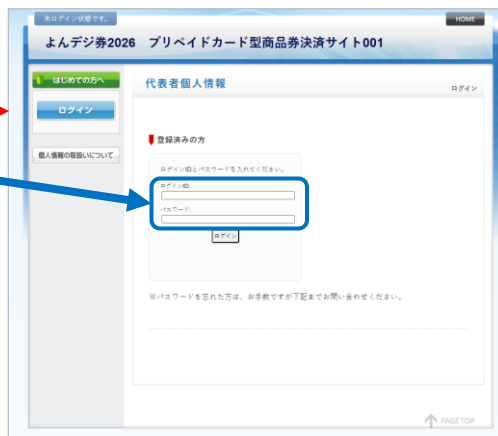 未ログイン状態です。
HOME
よんデジ券2026 プリペイドカード型商品券決済サイト001
はじめての方へ
ログイン
個人情報の取扱いについて
代表者個人情報
ログイン
登録済みの方
ログインIDとパスワードを入れてください。
ログインID:
パスワード:
ログイン
※パスワードを忘れた方は、お手数ですが下記までお問い合わせください。
PAGE TOP